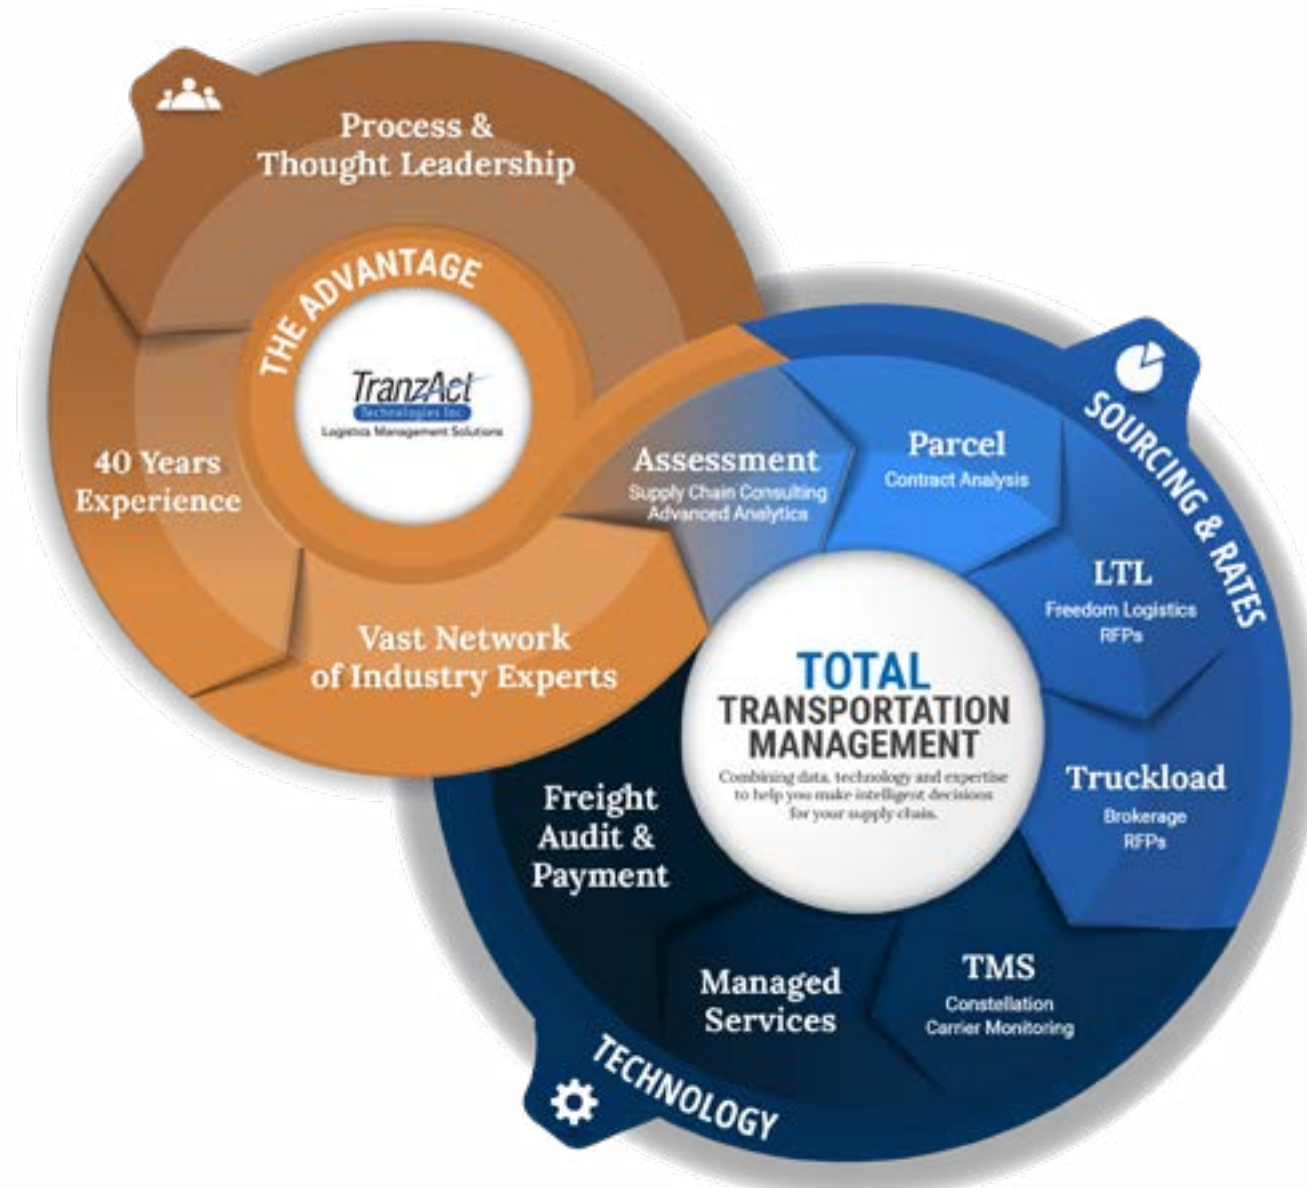 Process &
Thought Leadership
THE ADVANTAGE
TranzAct
Technologies Inc.
Logistics Management Solutions
40 Years
Experience
Vast Network
of Industry Experts
Assessment
Supply Chain Consulting
Advanced Analytics
Parcel
Contract Analysis
SOURCING & RATES
LTL
Freedom Logistics
RFPs
Truckload
Brokerage
RFPs
TOTAL
TRANSPORTATION
MANAGEMENT
Combining data, technology and expertise
to help you make intelligent decisions
for your supply chain.
TMS
Constellation
Carrier Monitoring
Managed
Services
Freight
Audit &
Payment
TECHNOLOGY